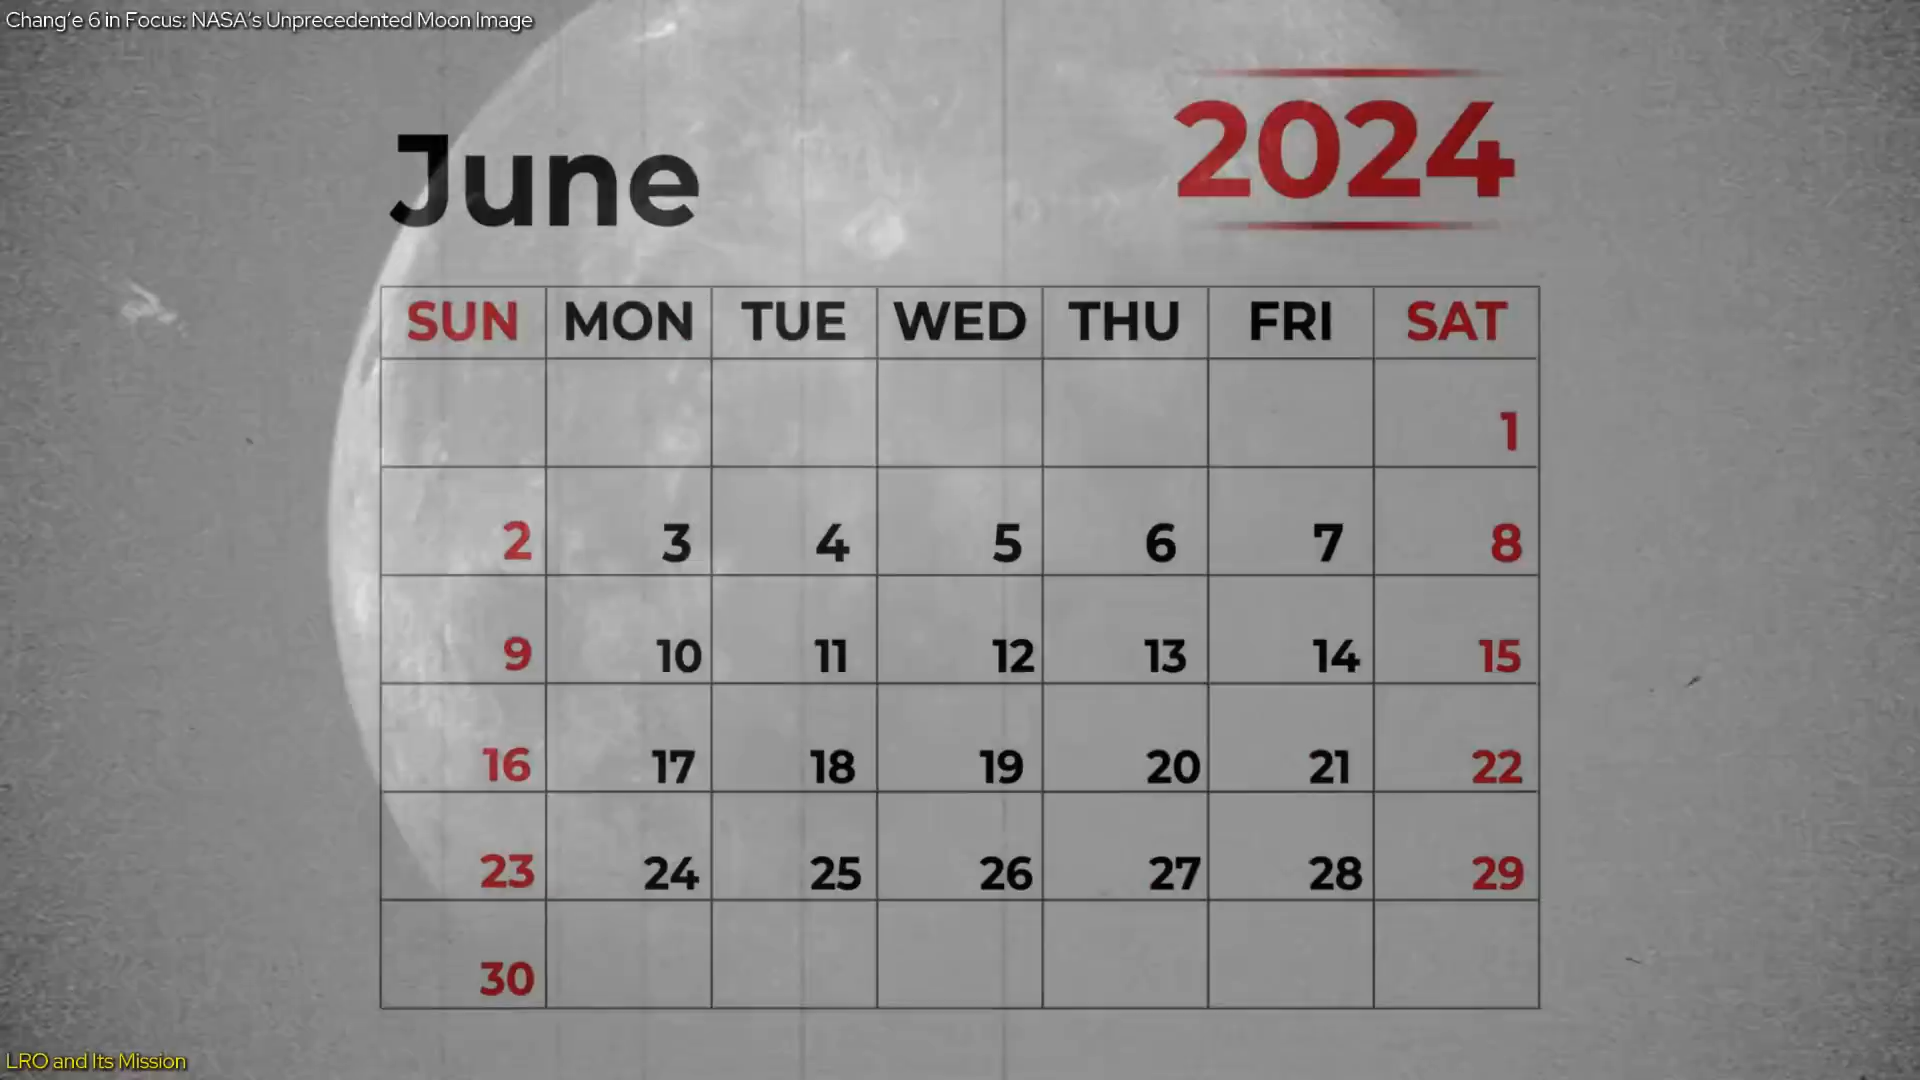 Chang'e 6 in Focus: NASA's Unprecedented Moon Image
June 2024
SUN MON TUE WED THU FRI SAT
1
2 3 4 5 6 7 8
9 10 11 12 13 14 15
16 17 18 19 20 21 22
23 24 25 26 27 28 29
30
LRO and Its Mission